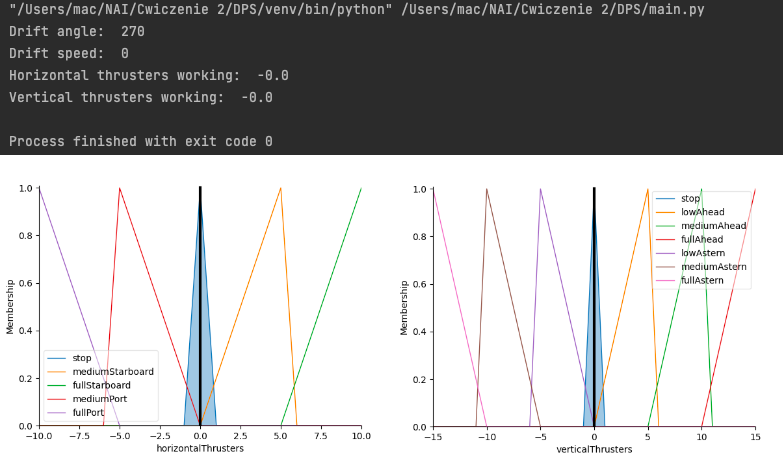 "/Users/mac/NAI/Cwiczenie 2/DPS/venv/bin/python" /Users/mac/NAI/Cwiczenie 2/DPS/main.py
Drift angle:  270
Drift speed:  0
Horizontal thrusters working:  -0.0
Vertical thrusters working:  -0.0
Process finished with exit code 0
1.0
0.8
0.6
0.4
0.2
0.0
Membership
stop
mediumStarboard
fullStarboard
mediumPort
fullPort
−10.0 −7.5 −5.0 −2.5 0.0 2.5 5.0 7.5 10.0
horizontalThrusters
1.0
0.8
0.6
0.4
0.2
0.0
Membership
stop
lowAhead
mediumAhead
fullAhead
lowAstern
mediumAstern
fullAstern
−15 −10 −5 0 5 10 15
verticalThrusters